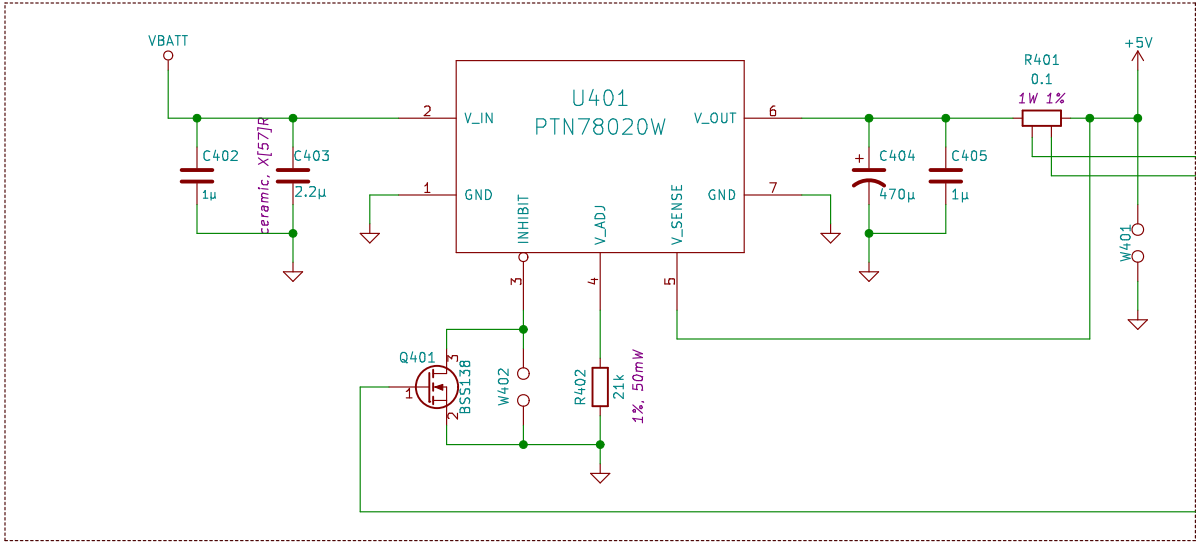 VBATT
+5V
R401
0.1
1W 1%
U401
PTN78020W
2
V_IN
V_OUT
6
C402
1µ
ceramic, X[57]R
C403
2.2µ
+
C404
470µ
C405
1µ
1
GND
GND
7
INHIBIT
V_ADJ
V_SENSE
3
4
5
W401
Q401
3
1
2
BSS138
W402
R402
21k
1%, 50mW